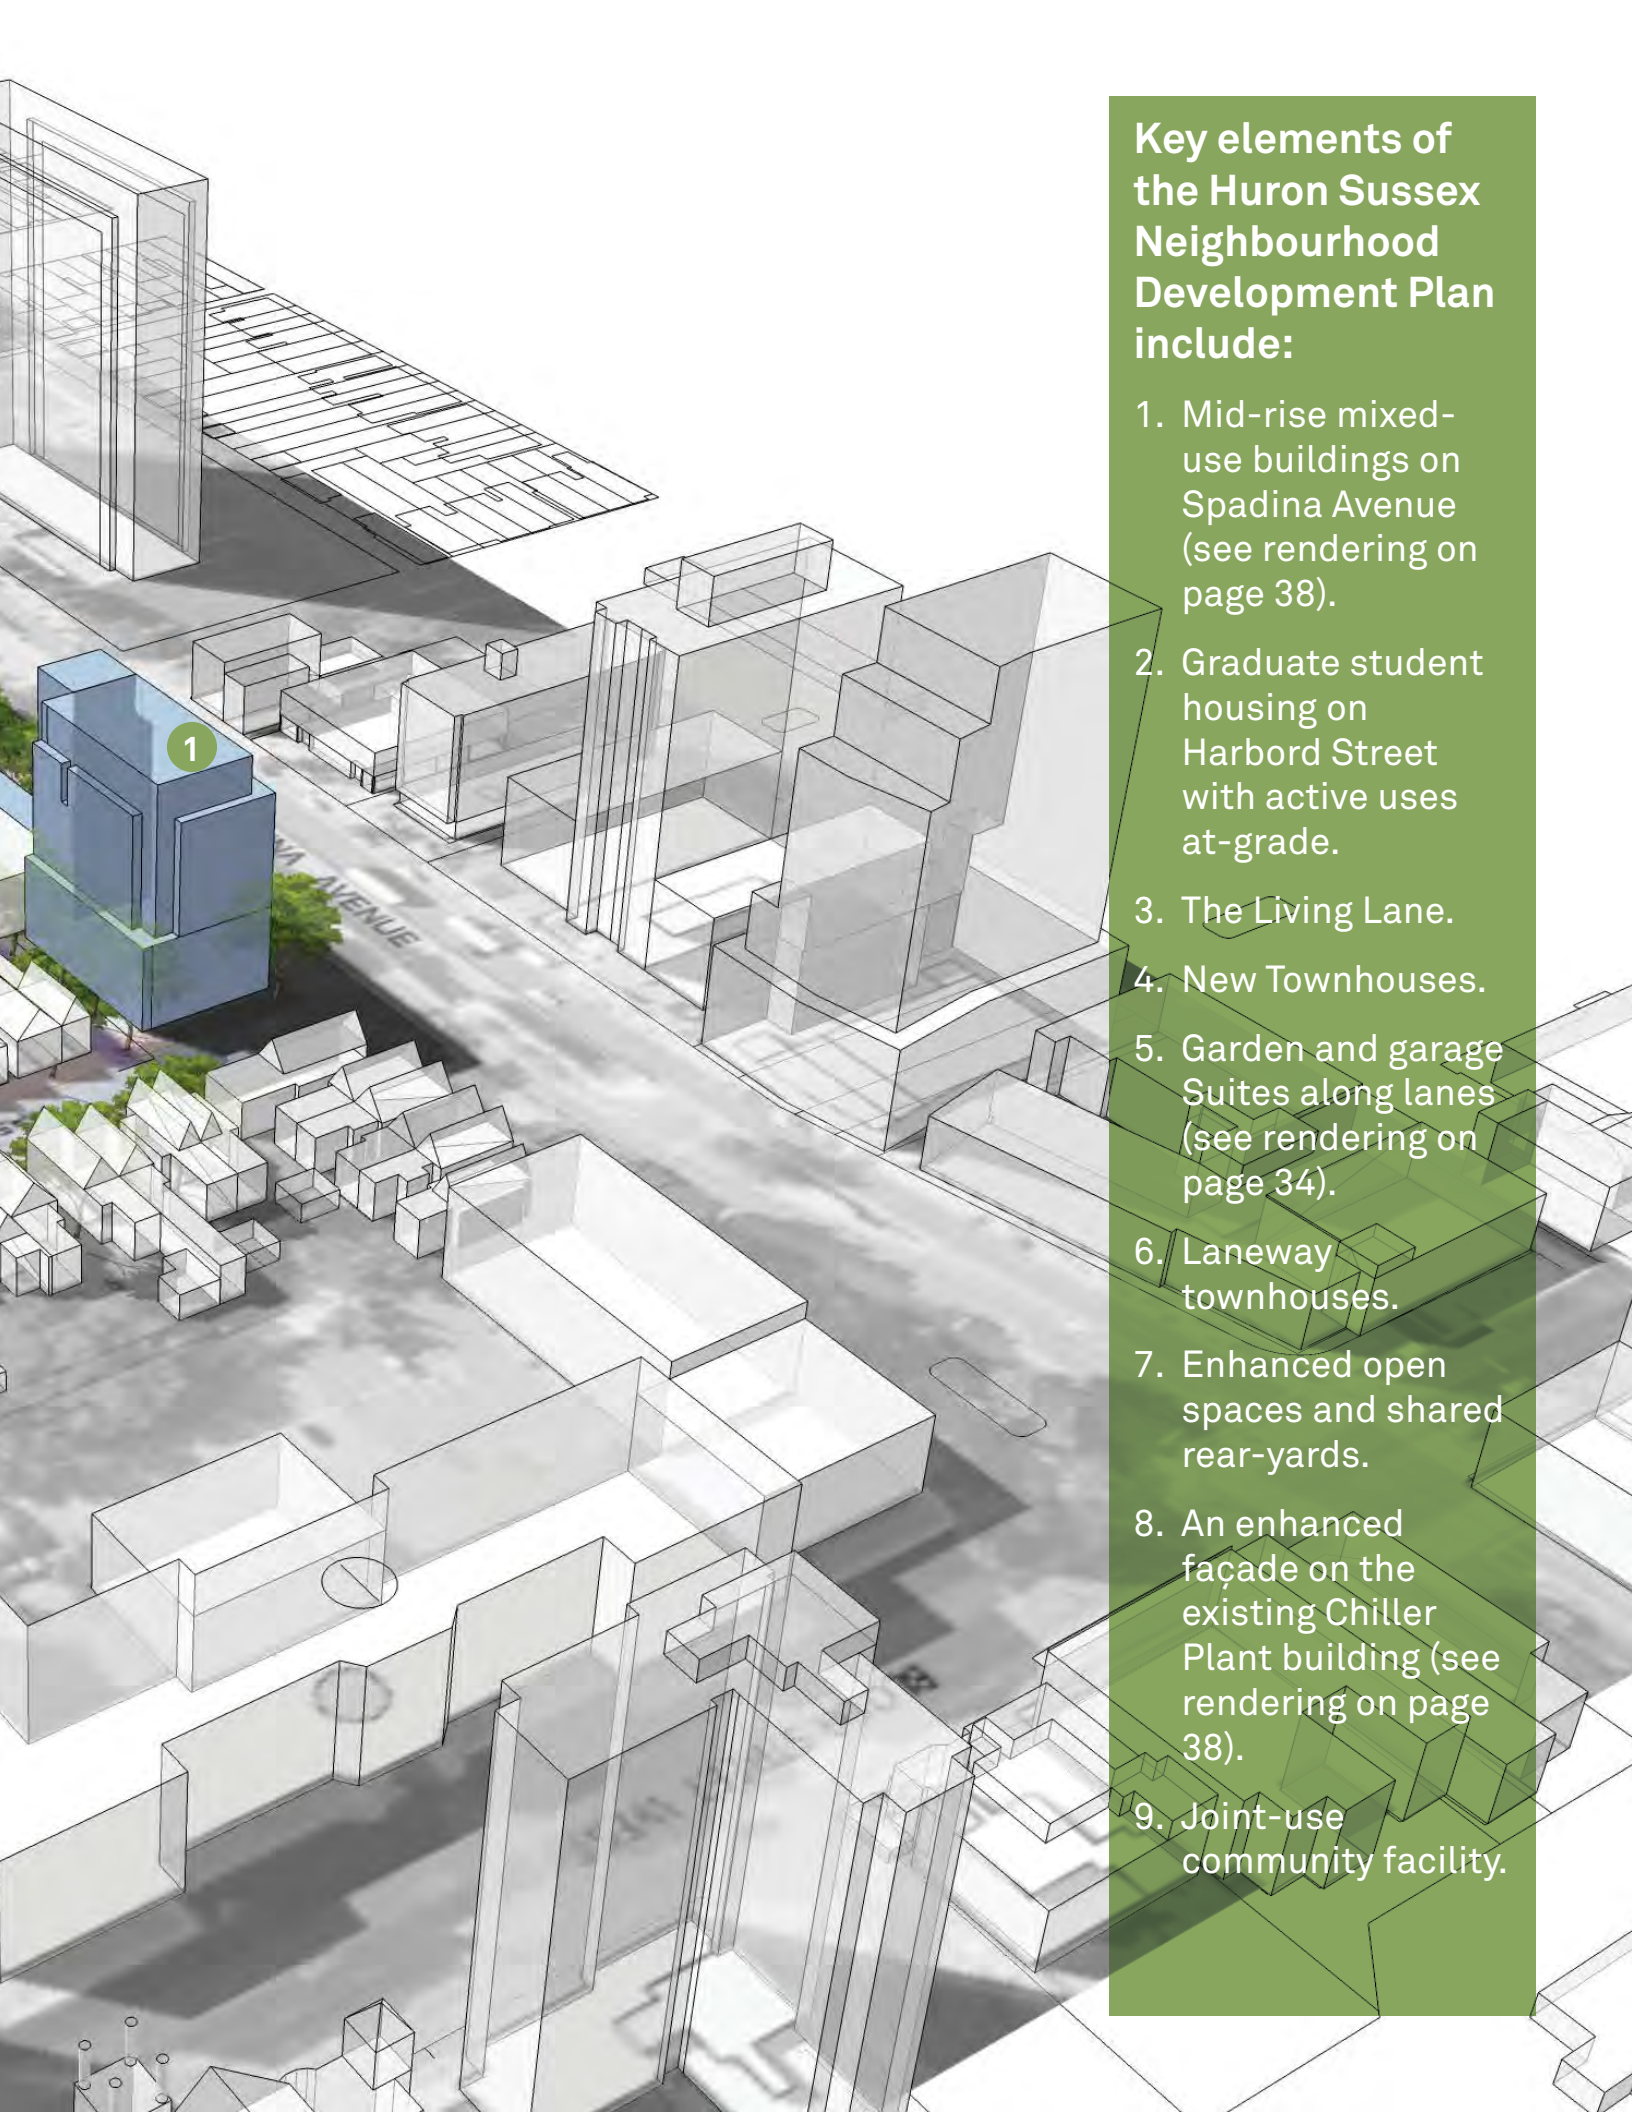 Key elements of
the Huron Sussex
Neighbourhood
Development Plan
include:
1. Mid-rise mixed-
use buildings on
Spadina Avenue
(see rendering on
page 38).
2. Graduate student
housing on
Harbord Street
with active uses
at-grade.
3. The Living Lane.
4. New Townhouses.
5. Garden and garage
Suites along lanes
(see rendering on
page 34).
6. Laneway
townhouses.
7. Enhanced open
spaces and shared
rear-yards.
8. An enhanced
façade on the
existing Chiller
Plant building (see
rendering on page
38).
9. Joint-use
community facility.
1
AVENUE